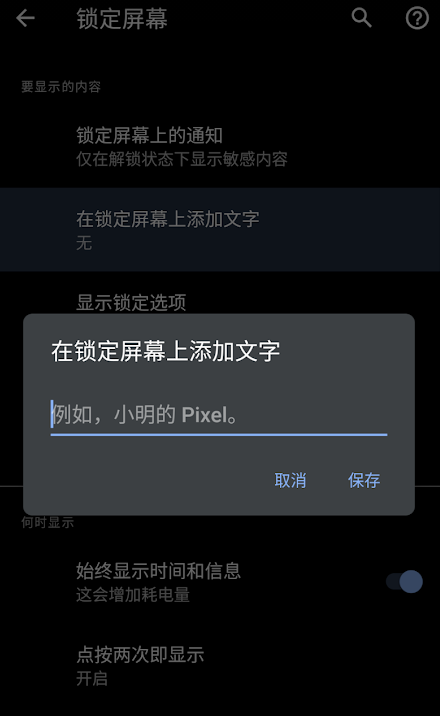 锁定屏幕
要显示的内容
锁定屏幕上的通知
仅在解锁状态下显示敏感内容
在锁定屏幕上添加文字
无
显示锁定选项
在锁定屏幕上添加文字
例如，小明的 Pixel。
取消 保存
何时显示
始终显示时间和信息
这会增加耗电量
点按两次即显示
开启